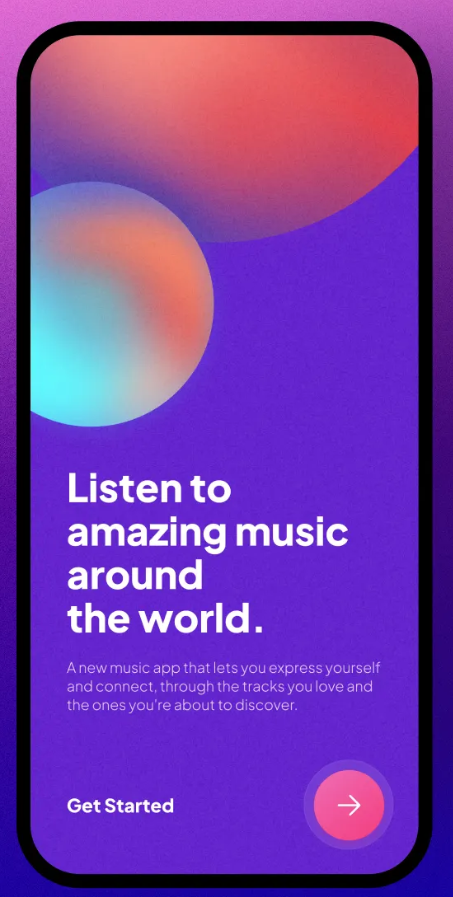 Listen to
amazing music
around
the world.
A new music app that lets you express yourself
and connect, through the tracks you love and
the ones you're about to discover.
Get Started